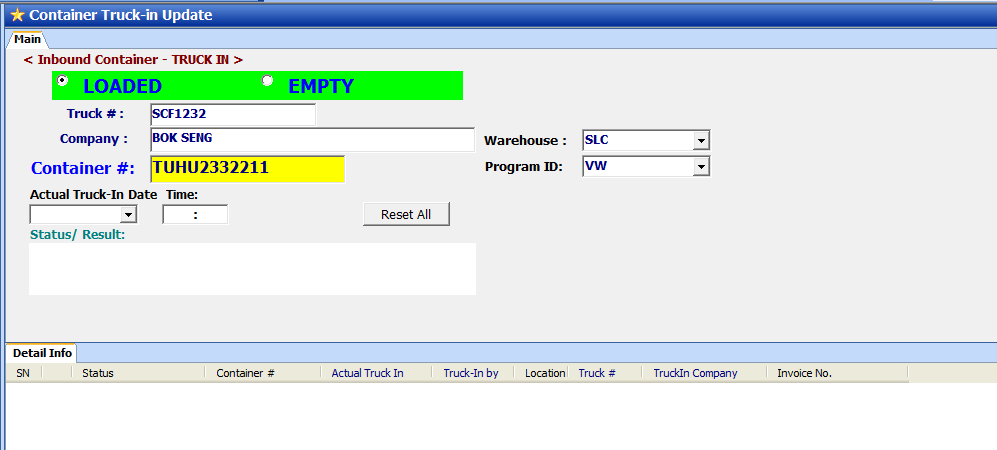 Container Truck-in Update
Main
< Inbound Container - TRUCK IN >
LOADED EMPTY
Truck # : SCF1232
Company : BOK SENG Warehouse : SLC
Container #: TUHU2332211 Program ID: VW
Actual Truck-In Date Time:
: Reset All
Status/ Result:
Detail Info
SN Status Container # Actual Truck In Truck-In by Location Truck # TruckIn Company Invoice No.